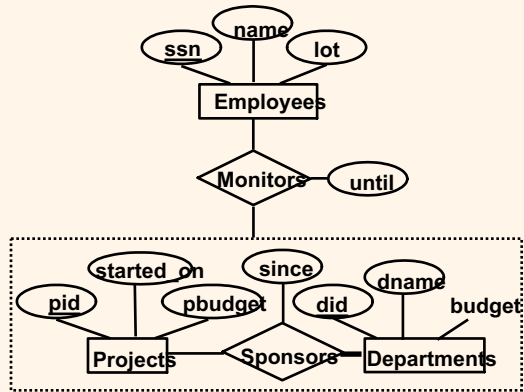 name
ssn
lot
Employees
Monitors
until
started_on
since
dname
pid
pbudget
did
budget
Projects
Sponsors
Departments